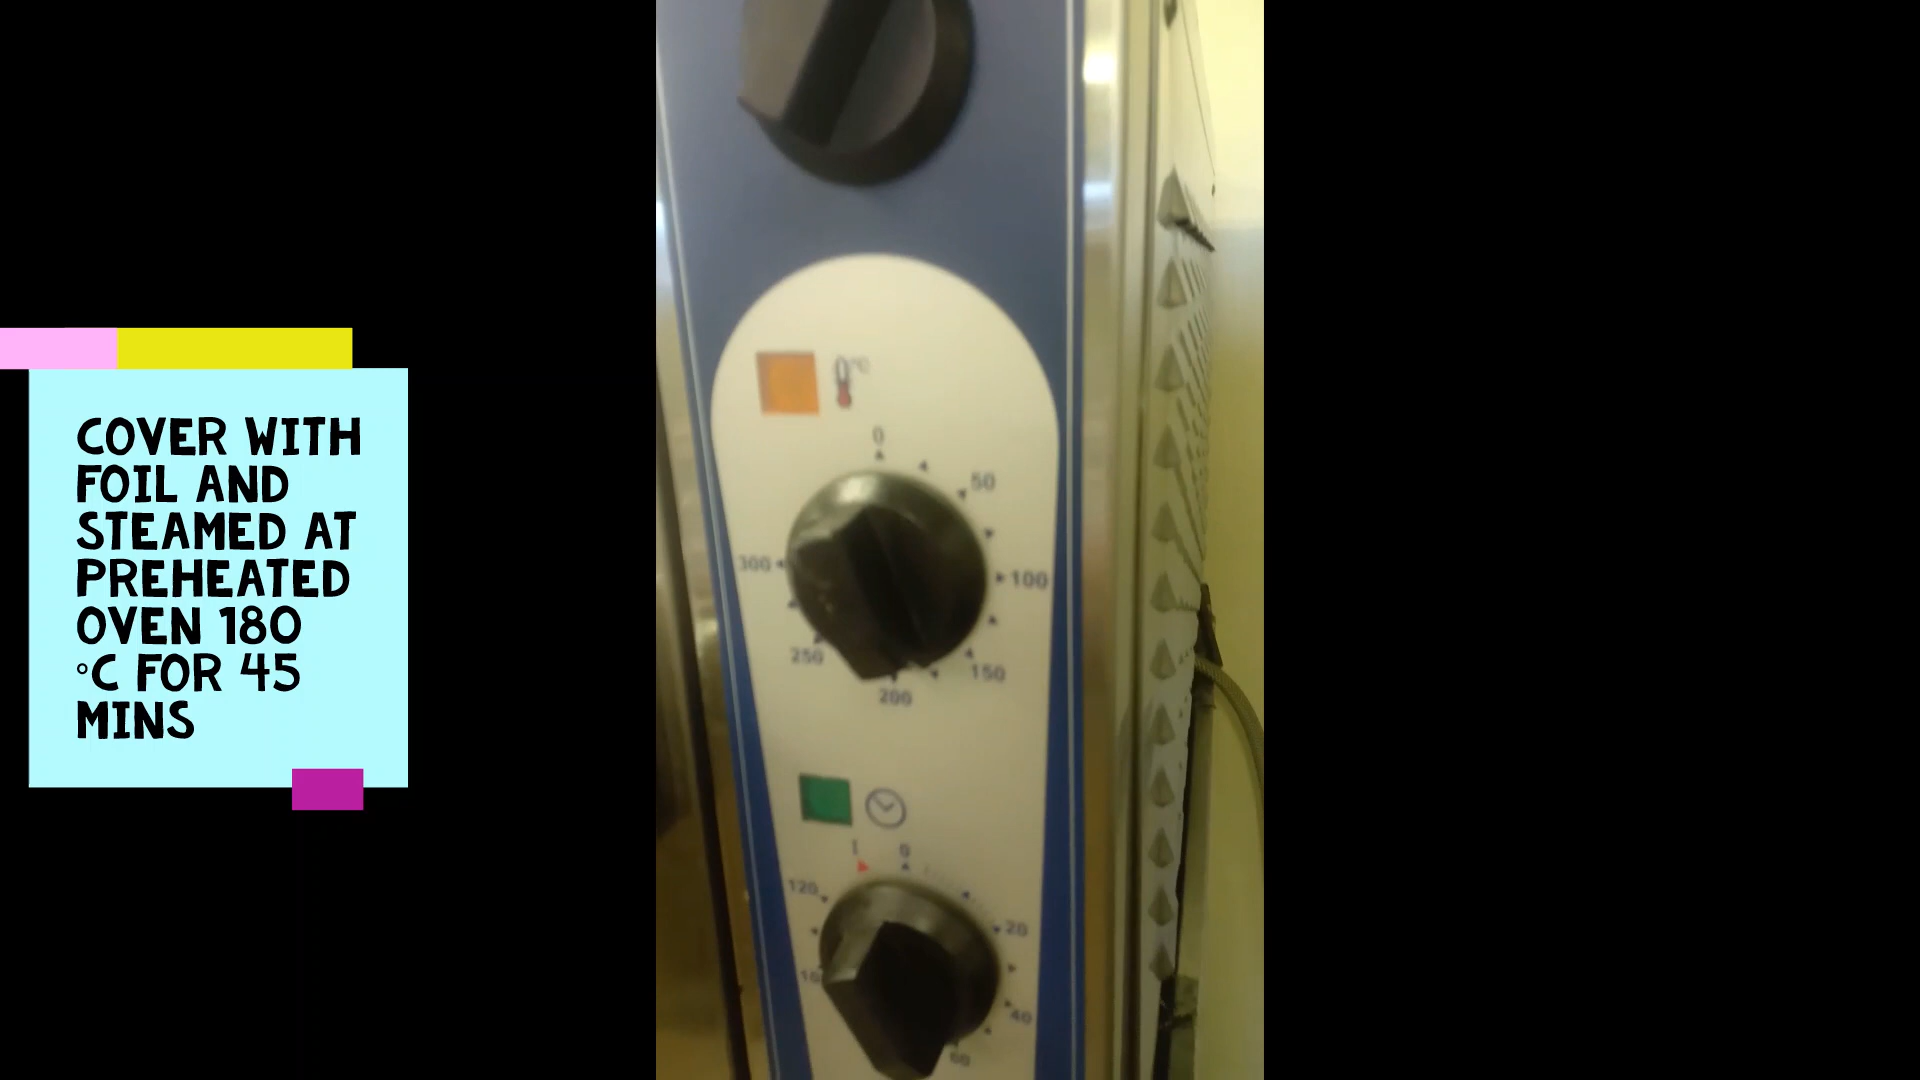 COVER WITH
FOIL AND
STEAMED AT
PREHEATED
OVEN 180
°C FOR 45
MINS
°C
0
50
300
100
250
150
200
I 0
120
20
40
60